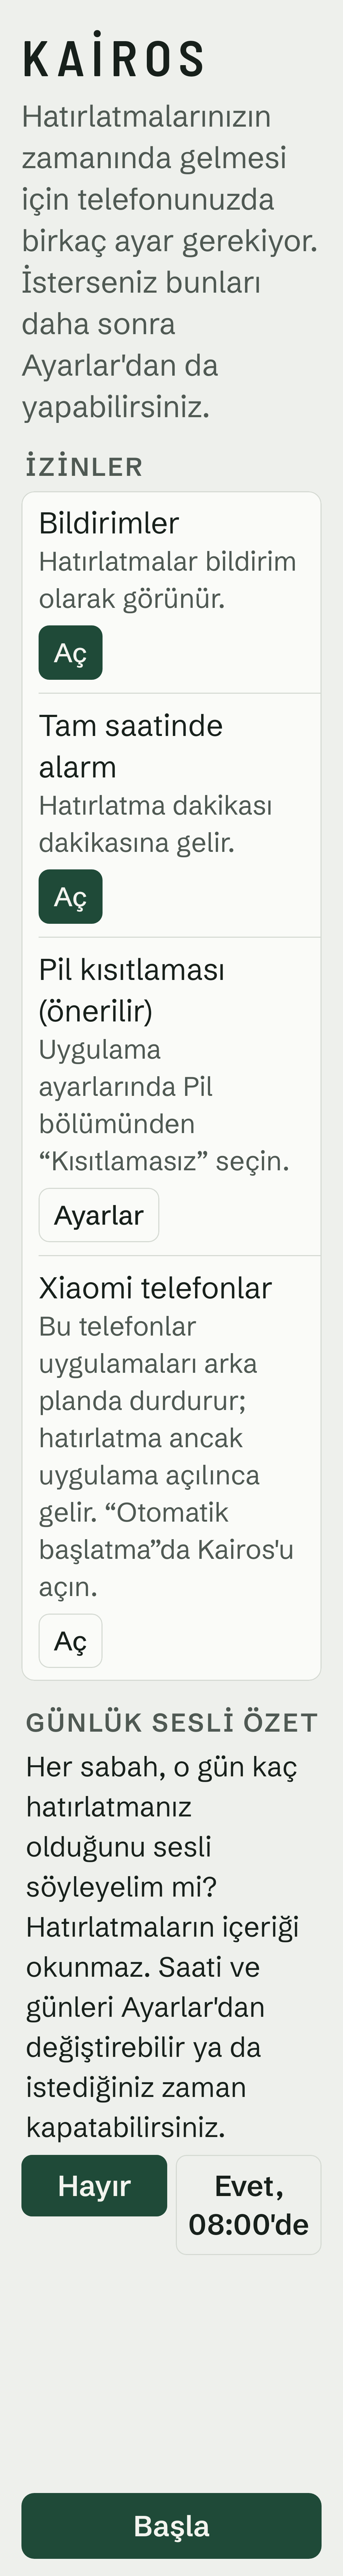 KAİROS
Hatırlatmalarınızın
zamanında gelmesi
için telefonunuzda
birkaç ayar gerekiyor.
İsterseniz bunları
daha sonra
Ayarlar'dan da
yapabilirsiniz.
İZİNLER
Bildirimler
Hatırlatmalar bildirim
olarak görünür.
Aç
Tam saatinde
alarm
Hatırlatma dakikası
dakikasına gelir.
Aç
Pil kısıtlaması
(önerilir)
Uygulama
ayarlarında Pil
bölümünden
“Kısıtlamasız” seçin.
Ayarlar
Xiaomi telefonlar
Bu telefonlar
uygulamaları arka
planda durdurur;
hatırlatma ancak
uygulama açılınca
gelir. “Otomatik
başlatma”da Kairos'u
açın.
Aç
GÜNLÜK SESLİ ÖZET
Her sabah, o gün kaç
hatırlatmanız
olduğunu sesli
söyleyelim mi?
Hatırlatmaların içeriği
okunmaz. Saati ve
günleri Ayarlar'dan
değiştirebilir ya da
istediğiniz zaman
kapatabilirsiniz.
Hayır
Evet,
08:00'de
Başla